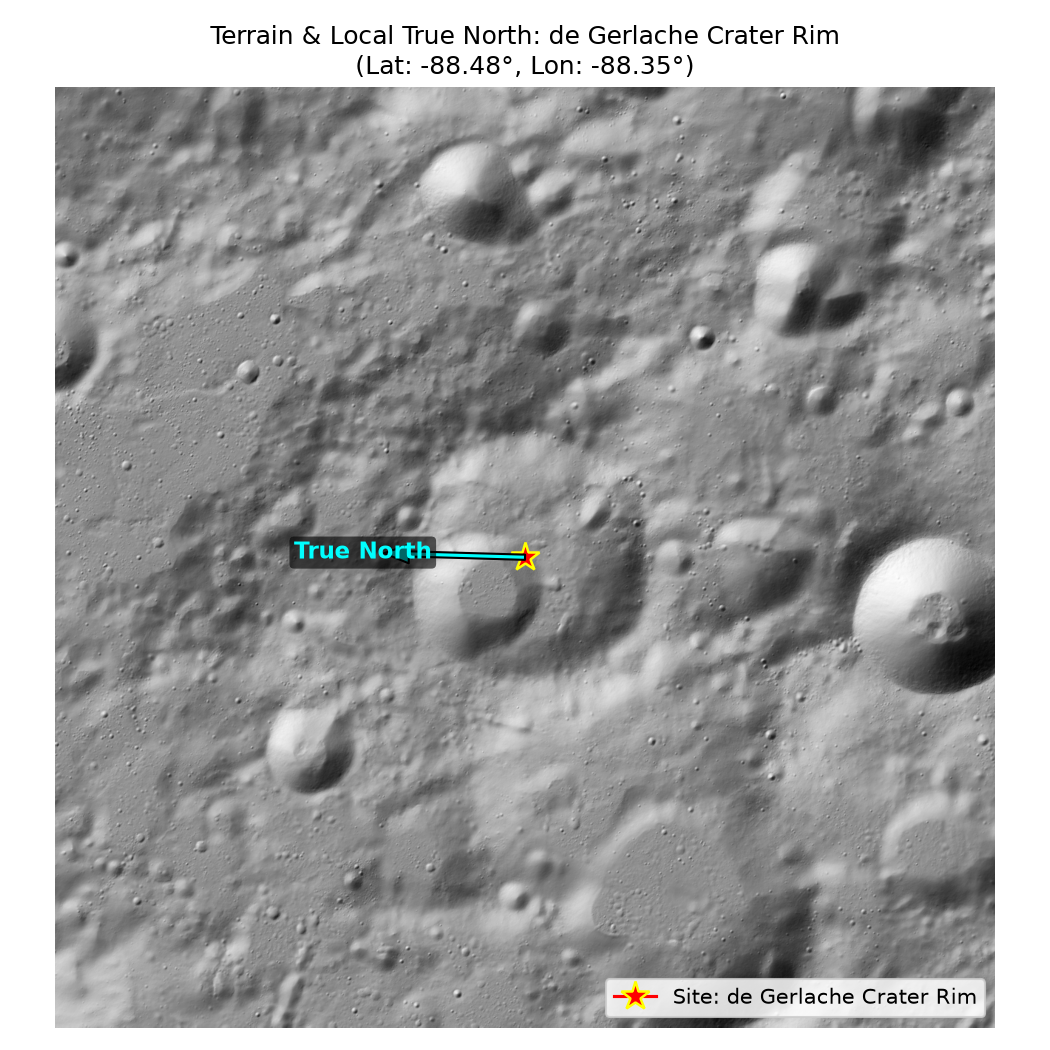 Terrain & Local True North: de Gerlache Crater Rim
(Lat: -88.48°, Lon: -88.35°)
True North
Site: de Gerlache Crater Rim